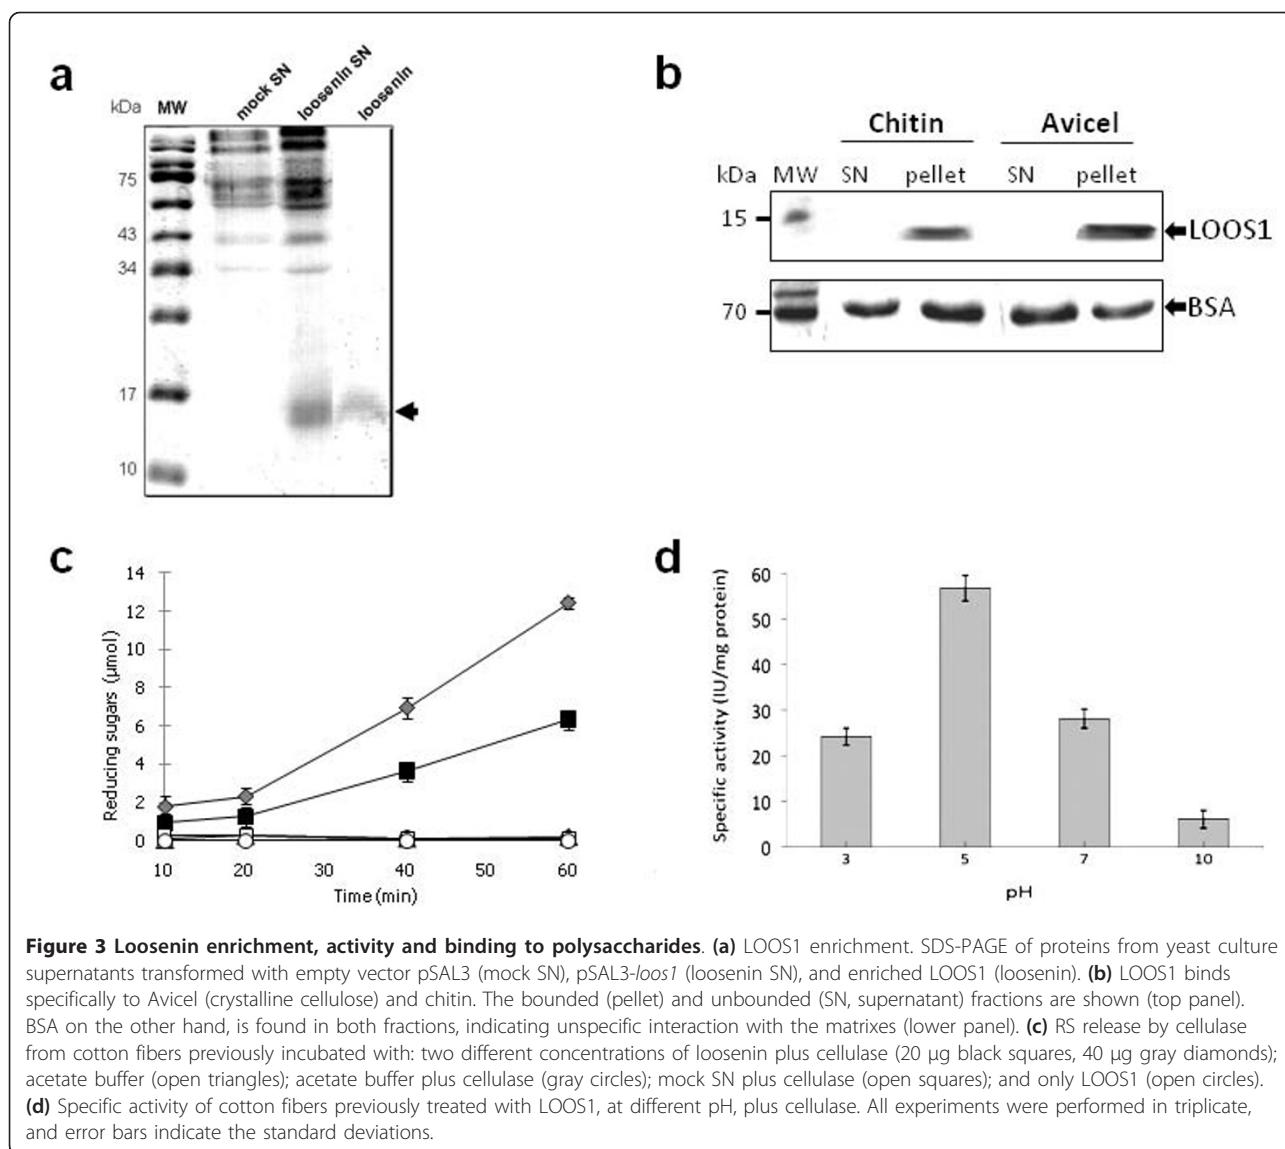 a
kDa MW mock SN loosenin SN loosenin
75
43
34
17
10
b
Chitin Avicel
kDa MW SN pellet SN pellet
15 LOOS1
70 BSA
c
Reducing sugars (µmol)
14
12
10
8
6
4
2
0
10 20 30 40 50 60
Time (min)
d
Specific activity (IU/mg protein)
60
50
40
30
20
10
0
3 5 7 10
pH
Figure 3 Loosenin enrichment, activity and binding to polysaccharides. (a) LOOS1 enrichment. SDS-PAGE of proteins from yeast culture
supernatants transformed with empty vector pSAL3 (mock SN), pSAL3-loos1 (loosenin SN), and enriched LOOS1 (loosenin). (b) LOOS1 binds
specifically to Avicel (crystalline cellulose) and chitin. The bounded (pellet) and unbounded (SN, supernatant) fractions are shown (top panel).
BSA on the other hand, is found in both fractions, indicating unspecific interaction with the matrixes (lower panel). (c) RS release by cellulase
from cotton fibers previously incubated with: two different concentrations of loosenin plus cellulase (20 µg black squares, 40 µg gray diamonds);
acetate buffer (open triangles); acetate buffer plus cellulase (gray circles); mock SN plus cellulase (open squares); and only LOOS1 (open circles).
(d) Specific activity of cotton fibers previously treated with LOOS1, at different pH, plus cellulase. All experiments were performed in triplicate,
and error bars indicate the standard deviations.